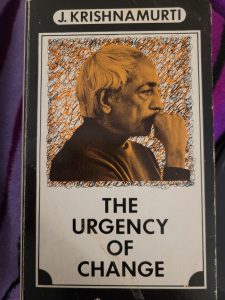 J. KRISHNAMURTI
THE
URGENCY
OF
CHANGE